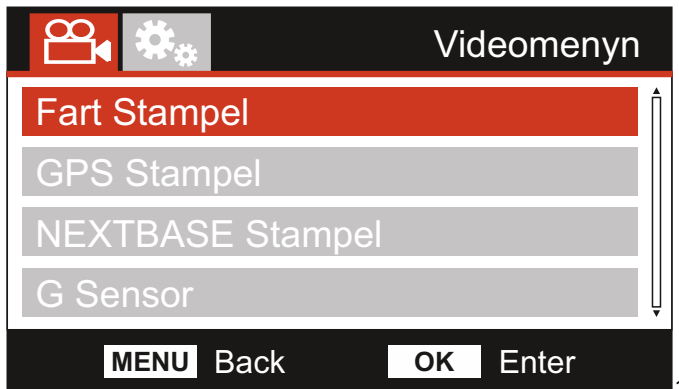 Videomenyn
Fart Stampel
GPS Stampel
NEXTBASE Stampel
G Sensor
MENU Back OK Enter